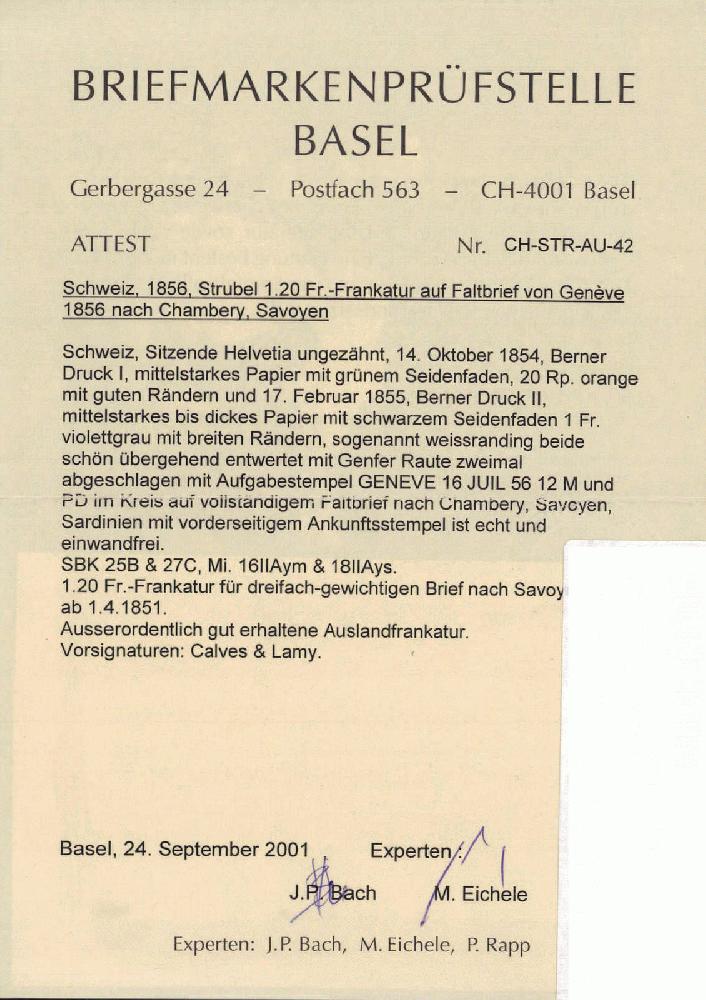 BRIEFMARKENPRÜFSTELLE
BASEL
Gerbergasse 24 – Postfach 563 – CH-4001 Basel
ATTEST Nr. CH-STR-AU-42
Schweiz, 1856, Strubel 1.20 Fr.-Frankatur auf Faltbrief von Genève
1856 nach Chambery, Savoyen
Schweiz, Sitzende Helvetia ungezähnt, 14. Oktober 1854, Berner
Druck I, mittelstarkes Papier mit grünem Seidenfaden, 20 Rp. orange
mit guten Rändern und 17. Februar 1855, Berner Druck II,
mittelstarkes bis dickes Papier mit schwarzem Seidenfaden 1 Fr.
violettgrau mit breiten Rändern, sogenannt weissranding beide
schön übergehend entwertet mit Genfer Raute zweimal
abgeschlagen mit Aufgabestempel GENEVE 16 JUIL 56 12 M und
PD im Kreis auf vollständigem Faltbrief nach Chambery, Savoyen,
Sardinien mit vorderseitigem Ankunftsstempel ist echt und
einwandfrei.
SBK 25B & 27C, Mi. 16IIAym & 18IIAys.
1.20 Fr.-Frankatur für dreifach-gewichtigen Brief nach Savoy
ab 1.4.1851.
Ausserordentlich gut erhaltene Auslandfrankatur.
Vorsignaturen: Calves & Lamy.
Basel, 24. September 2001 Experten:
J.P. Bach M. Eichele
Experten: J.P. Bach, M. Eichele, P. Rapp